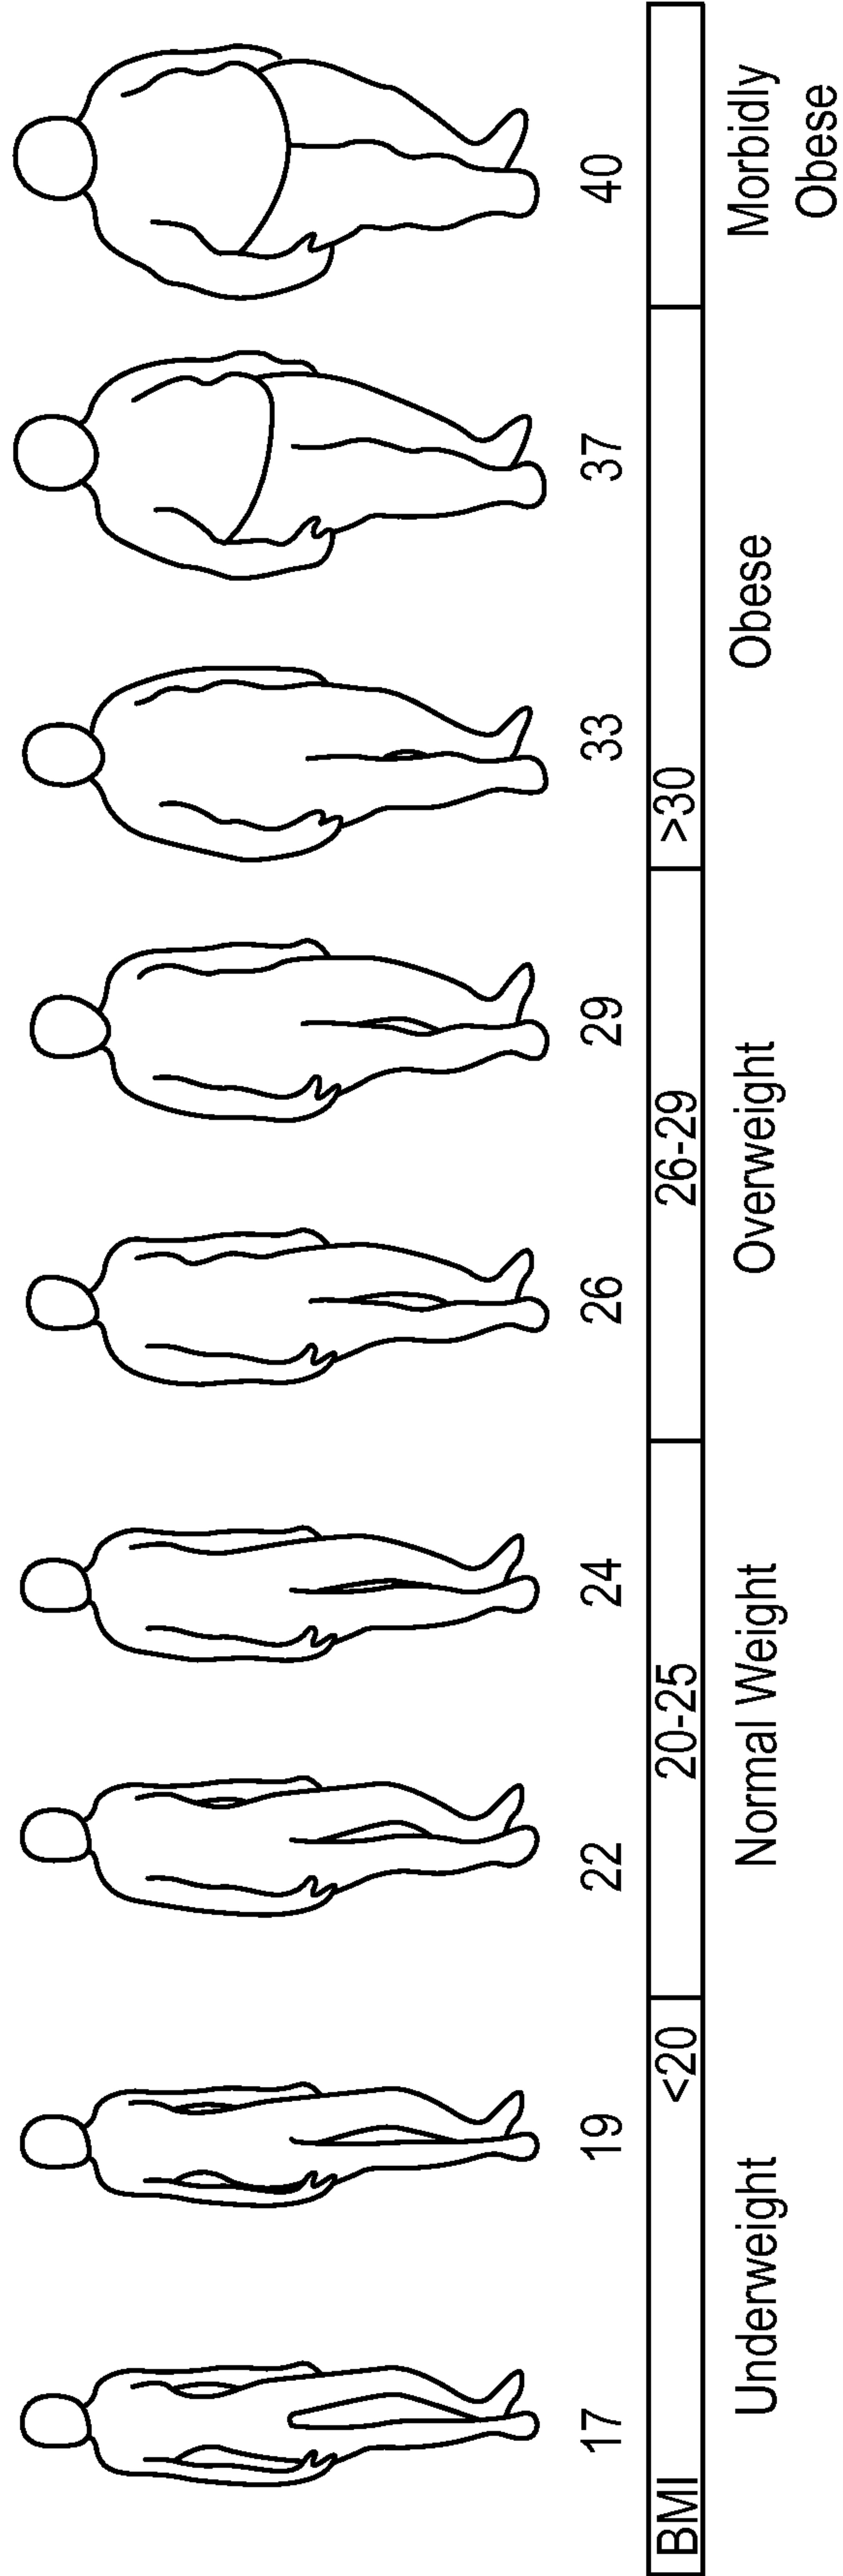 17 19 22 24 26 29 33 37 40
BMI <20 20-25 26-29 >30
Underweight Normal Weight Overweight Obese Morbidly
Obese